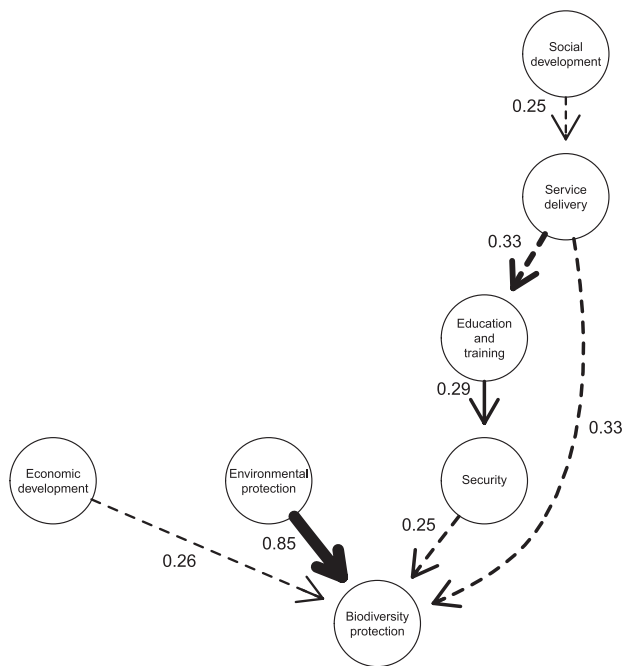 Social
development
0.25
Service
delivery
0.33
Education
and
training
0.29
0.33
Economic
development
Environmental
protection
Security
0.25
0.85
0.26
Biodiversity
protection